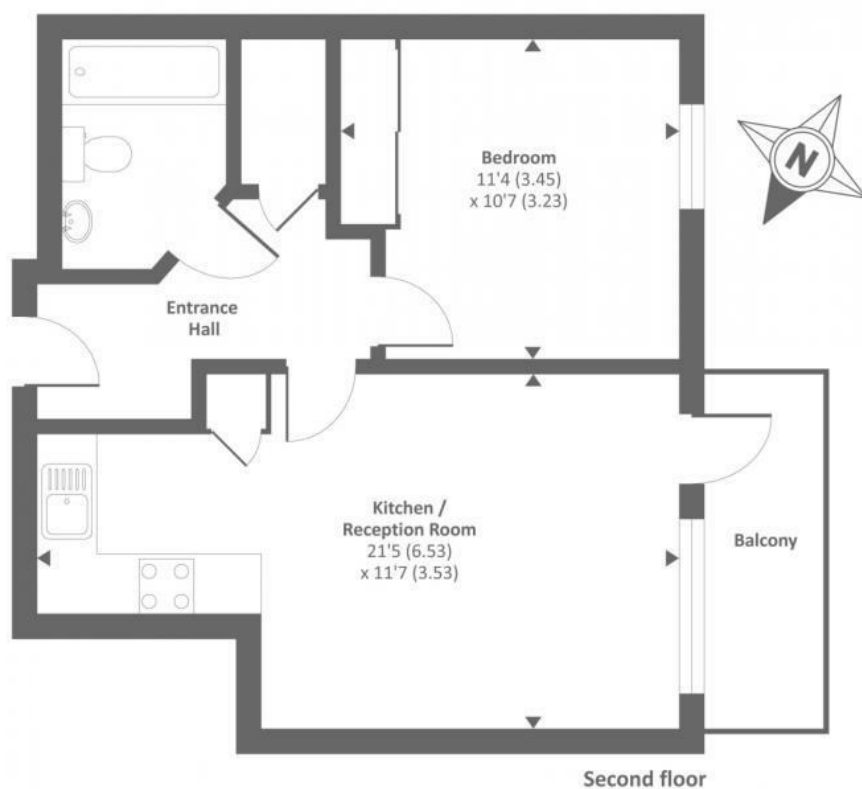 Bedroom
11'4 (3.45)
x 10'7 (3.23)
N
Entrance
Hall
Kitchen /
Reception Room
21'5 (6.53)
x 11'7 (3.53)
Balcony
Second floor